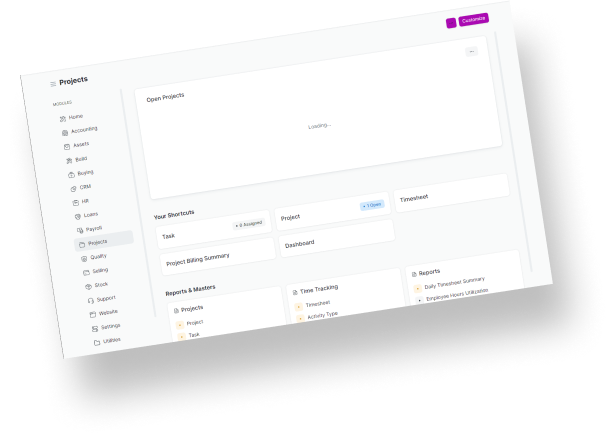 Customize
Projects
MODULES
Home
Accounting
Assets
Build
Buying
CRM
HR
Loans
Payroll
Projects
Quality
Selling
Stock
Support
Website
Settings
Utilities
Open Projects
...
Loading...
Your Shortcuts
Task
0 Assigned
Project
1 Open
Timesheet
Project Billing Summary
Dashboard
Reports & Masters
Projects
Project
Task
Time Tracking
Timesheet
Activity Type
Reports
Daily Timesheet Summary
Employee Hours Utilization